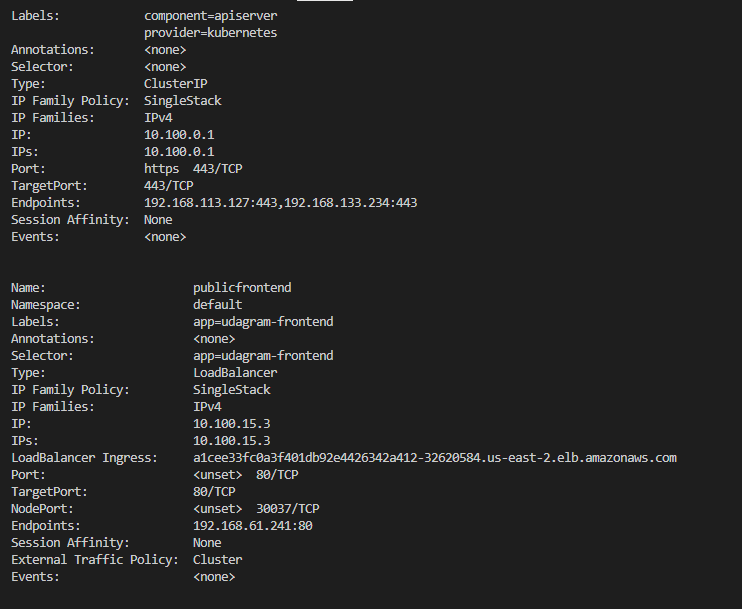 Labels:            component=apiserver
                   provider=kubernetes
Annotations:       <none>
Selector:          <none>
Type:              ClusterIP
IP Family Policy:  SingleStack
IP Families:       IPv4
IP:                10.100.0.1
IPs:               10.100.0.1
Port:              https  443/TCP
TargetPort:        443/TCP
Endpoints:         192.168.113.127:443,192.168.133.234:443
Session Affinity:  None
Events:            <none>
Name:                     publicfrontend
Namespace:                default
Labels:                   app=udagram-frontend
Annotations:              <none>
Selector:                 app=udagram-frontend
Type:                     LoadBalancer
IP Family Policy:         SingleStack
IP Families:              IPv4
IP:                       10.100.15.3
IPs:                      10.100.15.3
LoadBalancer Ingress:     a1cee33fc0a3f401db92e4426342a412-32620584.us-east-2.elb.amazonaws.com
Port:                     <unset>  80/TCP
TargetPort:               80/TCP
NodePort:                 <unset>  30037/TCP
Endpoints:                192.168.61.241:80
Session Affinity:         None
External Traffic Policy:  Cluster
Events:                   <none>